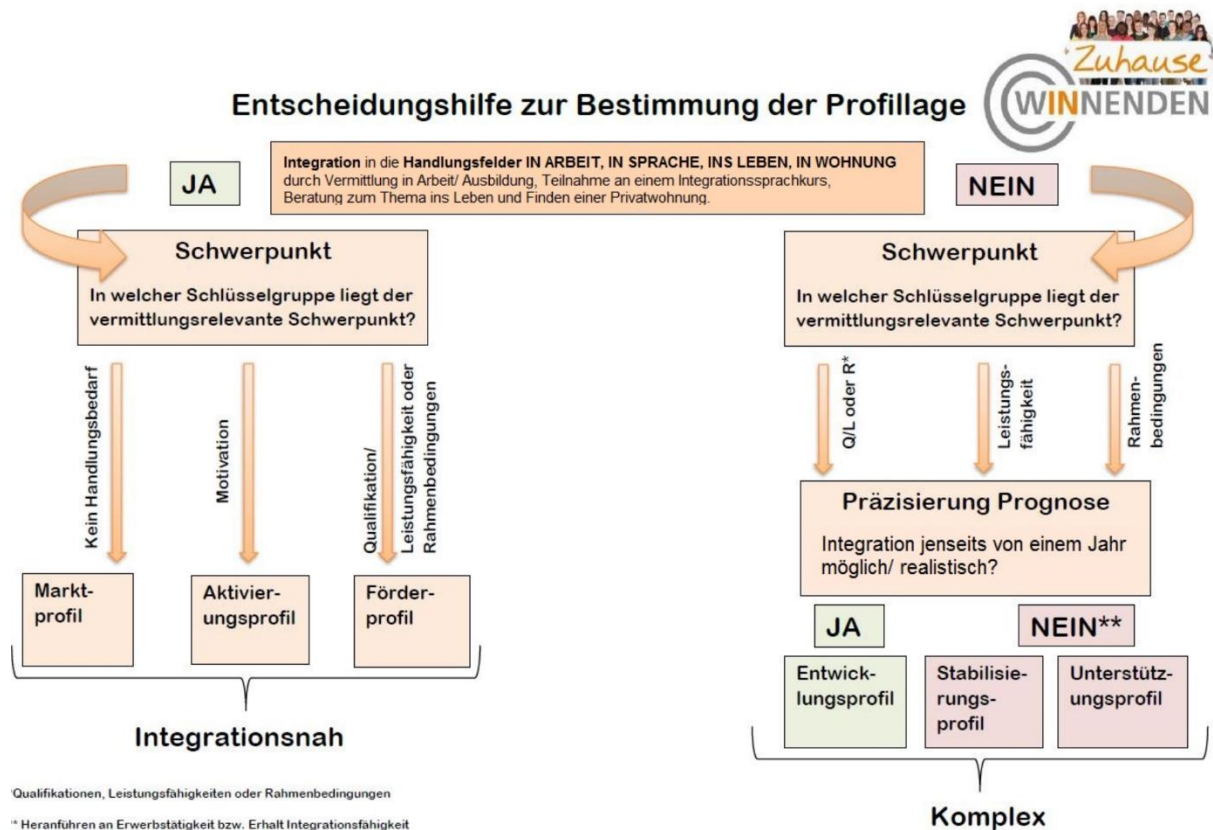 Zuhause
WINNENDEN
Entscheidungshilfe zur Bestimmung der Profillage
JA
Integration in die Handlungsfelder IN ARBEIT, IN SPRACHE, INS LEBEN, IN WOHNUNG
durch Vermittlung in Arbeit/ Ausbildung, Teilnahme an einem Integrationssprachkurs,
Beratung zum Thema ins Leben und Finden einer Privatwohnung.
NEIN
Schwerpunkt
In welcher Schlüsselgruppe liegt der
vermittlungsrelevante Schwerpunkt?
Kein Handlungsbedarf
Motivation
Qualifikation/
Leistungsfähigkeit oder
Rahmenbedingungen
Markt-
profil
Aktivier-
ungsprofil
Förder-
profil
Integrationsnah
Schwerpunkt
In welcher Schlüsselgruppe liegt der
vermittlungsrelevante Schwerpunkt?
Q/L oder R*
Leistungs-
fähigkeit
Rahmen-
bedingungen
Präzisierung Prognose
Integration jenseits von einem Jahr
möglich/ realistisch?
JA
NEIN**
Entwick-
lungsprofil
Stabilisie-
rungs-
profil
Unterstütz-
ungsprofil
Komplex
*Qualifikationen, Leistungsfähigkeiten oder Rahmenbedingungen
** Heranführen an Erwerbstätigkeit bzw. Erhalt Integrationsfähigkeit